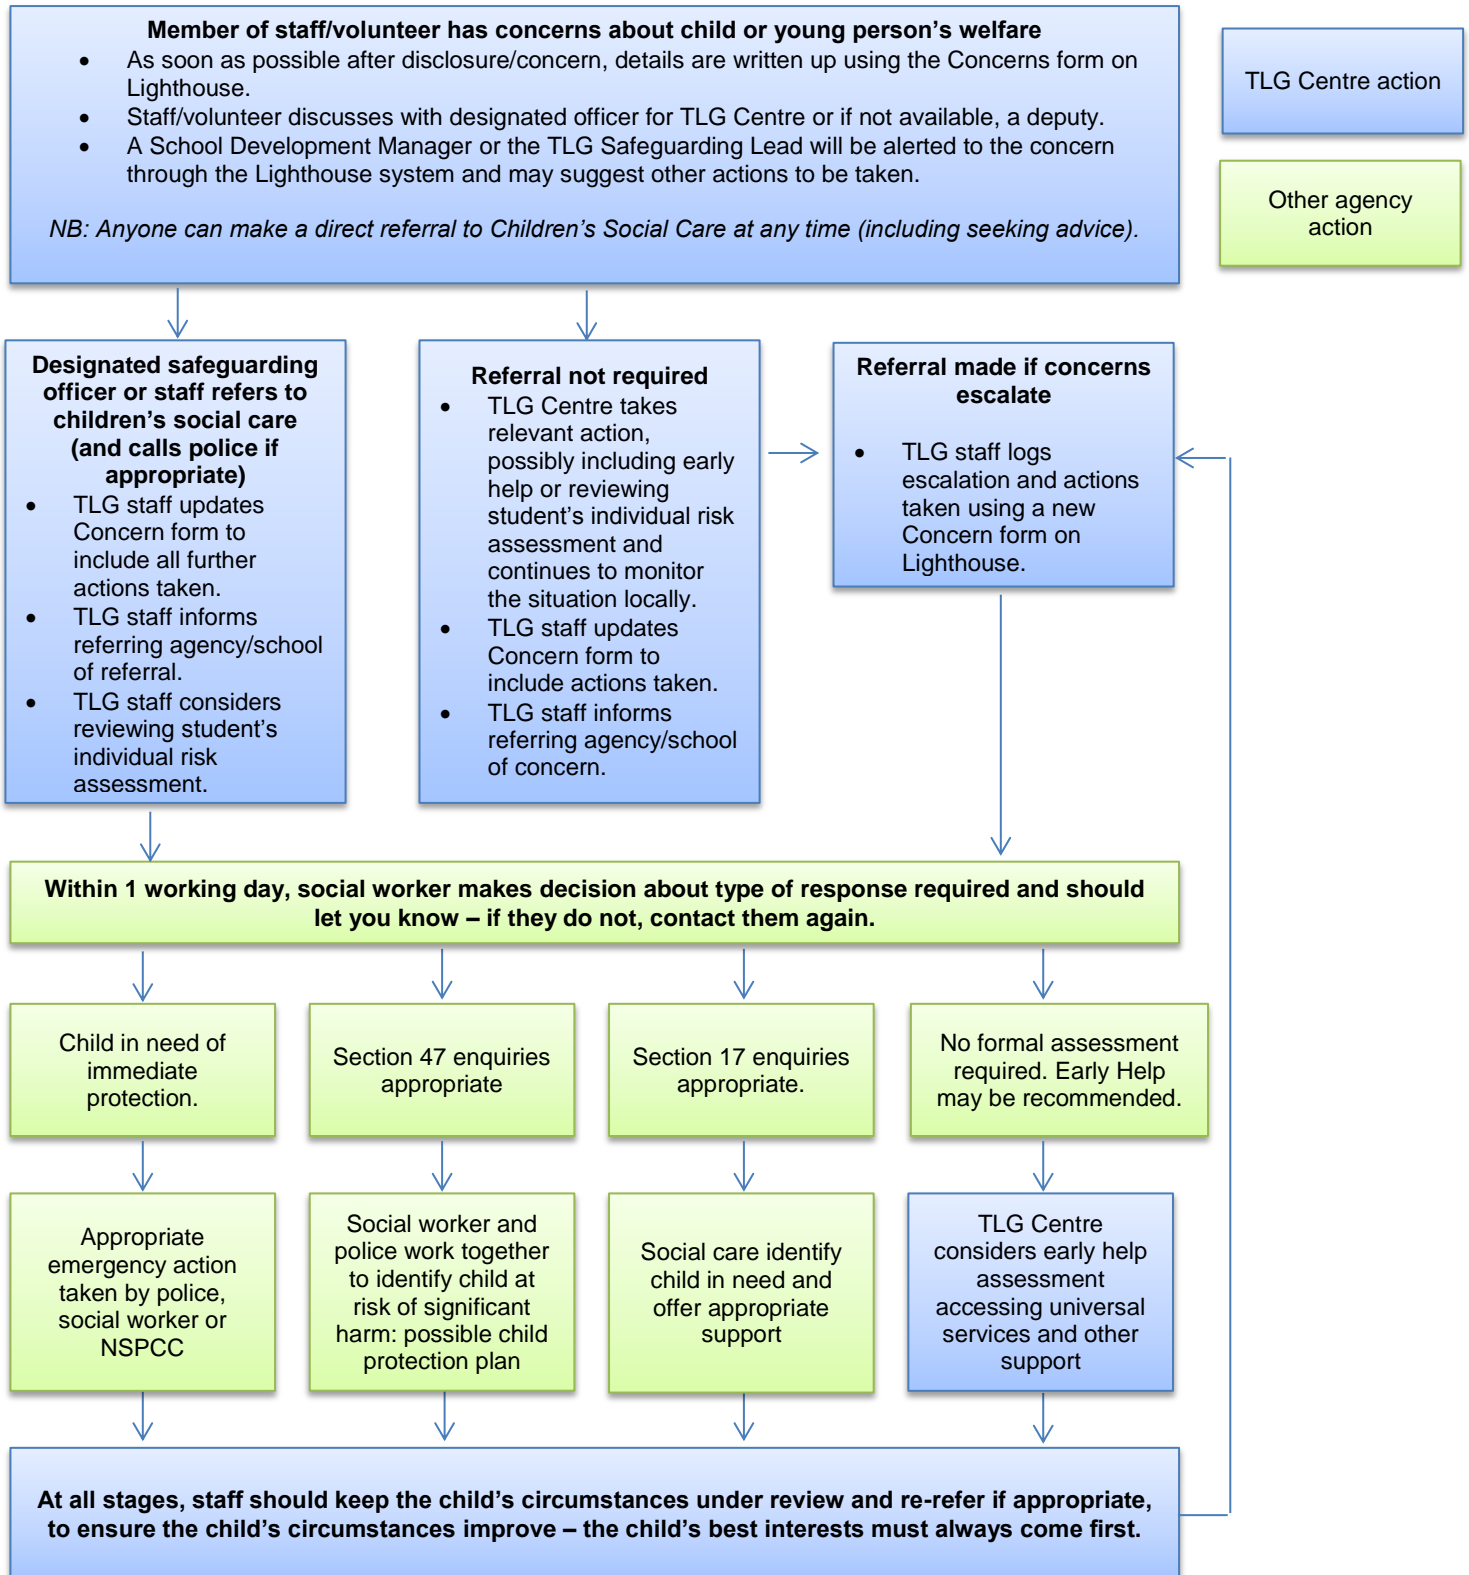 Member of staff/volunteer has concerns about child or young person’s welfare
• As soon as possible after disclosure/concern, details are written up using the Concerns form on
Lighthouse.
• Staff/volunteer discusses with designated officer for TLG Centre or if not available, a deputy.
• A School Development Manager or the TLG Safeguarding Lead will be alerted to the concern
through the Lighthouse system and may suggest other actions to be taken.
NB: Anyone can make a direct referral to Children’s Social Care at any time (including seeking advice).
TLG Centre action
Other agency
action
Designated safeguarding
officer or staff refers to
children’s social care
(and calls police if
appropriate)
• TLG staff updates
Concern form to
include all further
actions taken.
• TLG staff informs
referring agency/school
of referral.
• TLG staff considers
reviewing student’s
individual risk
assessment.
Referral not required
• TLG Centre takes
relevant action,
possibly including early
help or reviewing
student’s individual risk
assessment and
continues to monitor
the situation locally.
• TLG staff updates
Concern form to
include actions taken.
• TLG staff informs
referring agency/school
of concern.
Referral made if concerns
escalate
• TLG staff logs
escalation and actions
taken using a new
Concern form on
Lighthouse.
Within 1 working day, social worker makes decision about type of response required and should
let you know – if they do not, contact them again.
Child in need of
immediate
protection.
Section 47 enquiries
appropriate
Section 17 enquiries
appropriate.
No formal assessment
required. Early Help
may be recommended.
Appropriate
emergency action
taken by police,
social worker or
NSPCC
Social worker and
police work together
to identify child at
risk of significant
harm: possible child
protection plan
Social care identify
child in need and
offer appropriate
support
TLG Centre
considers early help
assessment
accessing universal
services and other
support
At all stages, staff should keep the child’s circumstances under review and re-refer if appropriate,
to ensure the child’s circumstances improve – the child’s best interests must always come first.